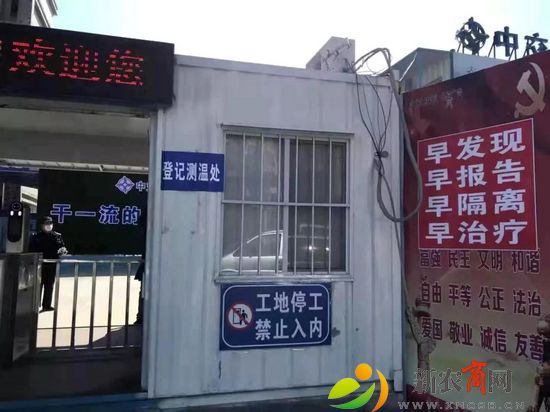 欢迎您
中
干一流的
登记测温处
工地停工
禁止入内
中
早发现
早报告
早隔离
早治疗
富强 民主 文明 和谐
自由 平等 公正 法治
爱国 敬业 诚信 友善
新农商网
WWW.XNCSB.CN